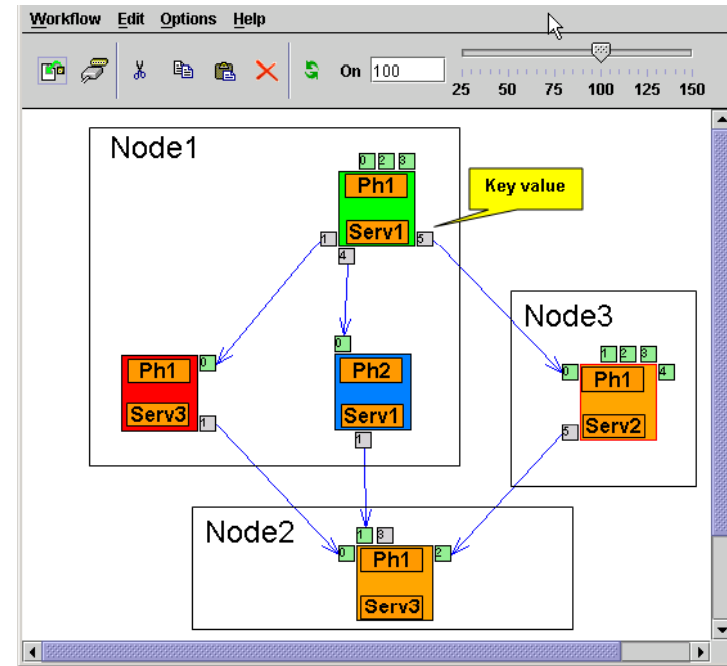 Workflow Edit Options Help
On 100
25 50 75 100 125 150
Node1
0 2 3
Ph1
Serv1
1 5
4
Key value
Node3
1 2 3
0 4
Ph1
Serv2
5
0
Ph1
Serv3
1
0
Ph2
Serv1
1
Node2
1 3
0 2
Ph1
Serv3